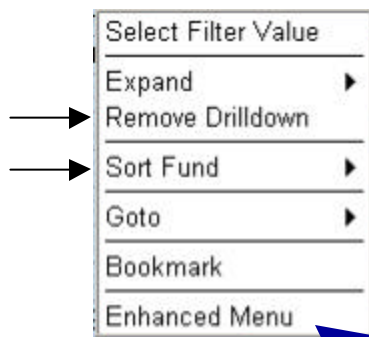 Select Filter Value
Expand
Remove Drilldown
Sort Fund
Goto
Bookmark
Enhanced Menu